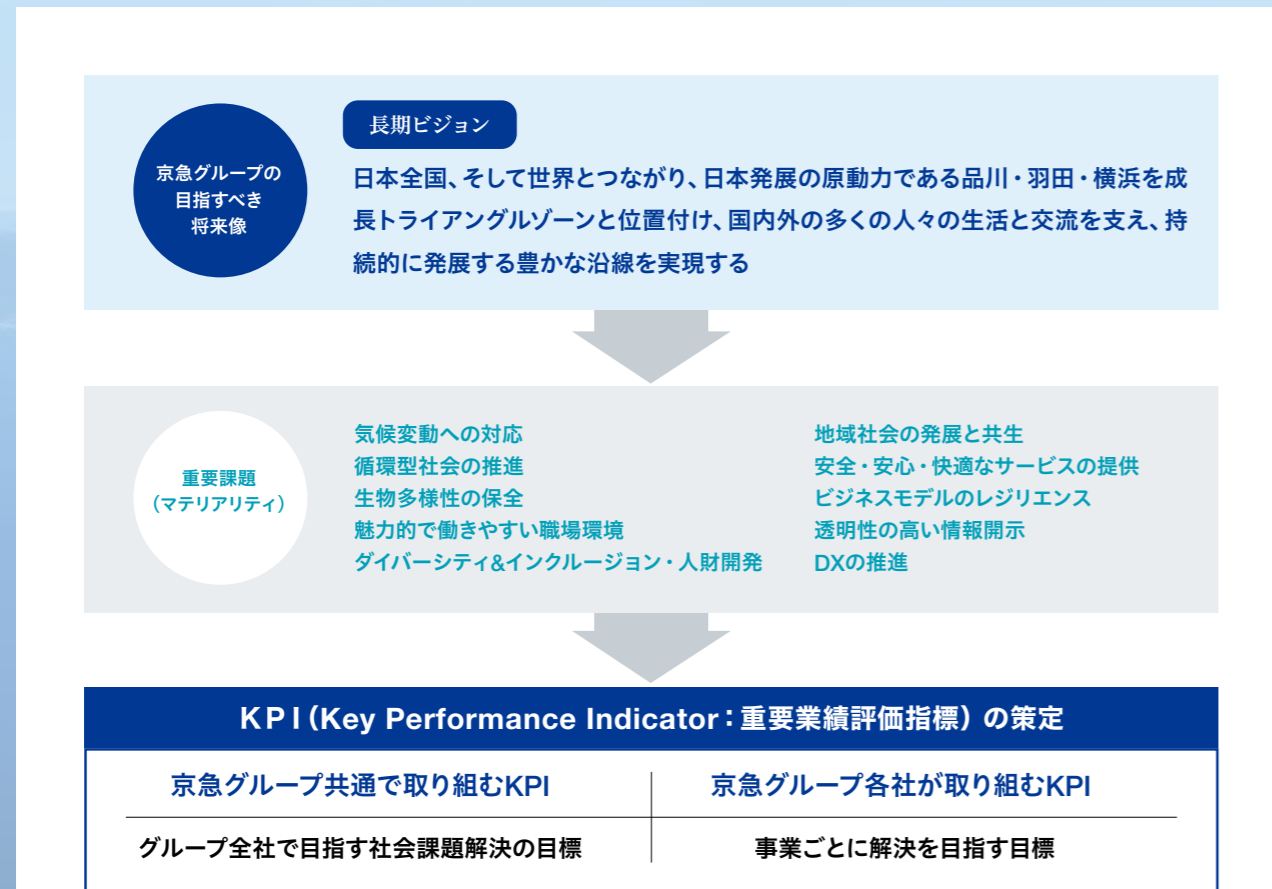 京急グループの
目指すべき
将来像
長期ビジョン
日本全国、そして世界とつながり、日本発展の原動力である品川・羽田・横浜を成
長トライアングルゾーンと位置付け、国内外の多くの人々の生活と交流を支え、持
続的に発展する豊かな沿線を実現する
重要課題
（マテリアリティ）
気候変動への対応
循環型社会の推進
生物多様性の保全
魅力的で働きやすい職場環境
ダイバーシティ&インクルージョン・人財開発
地域社会の発展と共生
安全・安心・快適なサービスの提供
ビジネスモデルのレジリエンス
透明性の高い情報開示
DXの推進
KPI（Key Performance Indicator：重要業績評価指標）の策定
京急グループ共通で取り組むKPI
グループ全社で目指す社会課題解決の目標
京急グループ各社が取り組むKPI
事業ごとに解決を目指す目標